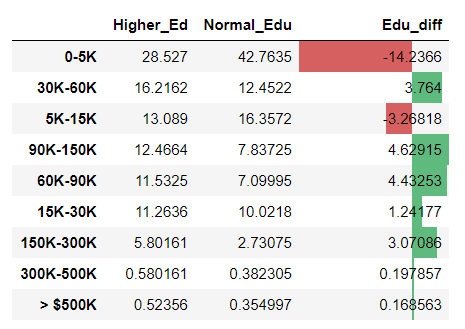 Higher_Ed Normal_Edu Edu_diff
0-5K 28.527 42.7635 -14.2366
30K-60K 16.2162 12.4522 3.764
5K-15K 13.089 16.3572 -3.26818
90K-150K 12.4664 7.83725 4.62915
60K-90K 11.5325 7.09995 4.43253
15K-30K 11.2636 10.0218 1.24177
150K-300K 5.80161 2.73075 3.07086
300K-500K 0.580161 0.382305 0.197857
> $500K 0.52356 0.354997 0.168563